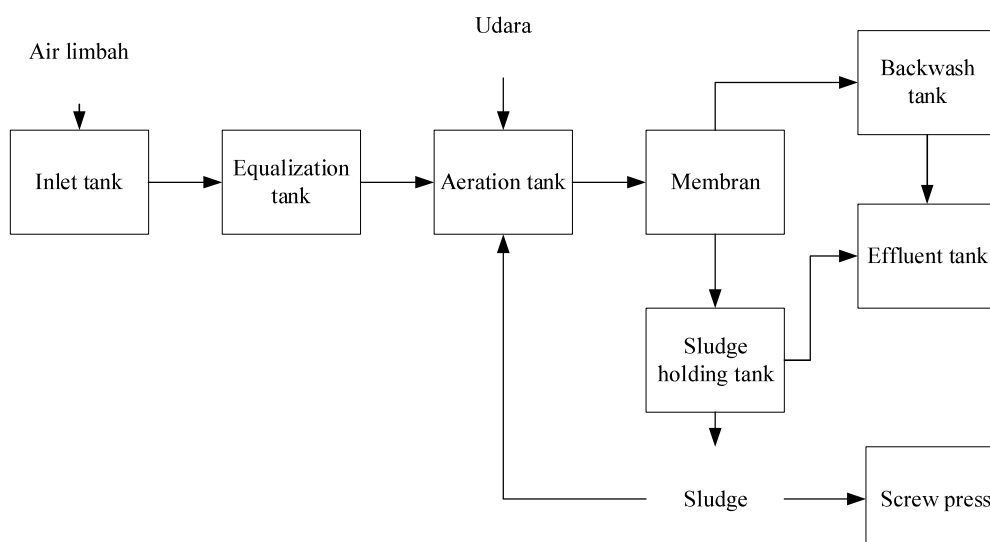 Udara
Air limbah
Backwash
tank
Inlet tank
Equalization
tank
Aeration tank
Membran
Effluent tank
Sludge
holding tank
Sludge
Screw press